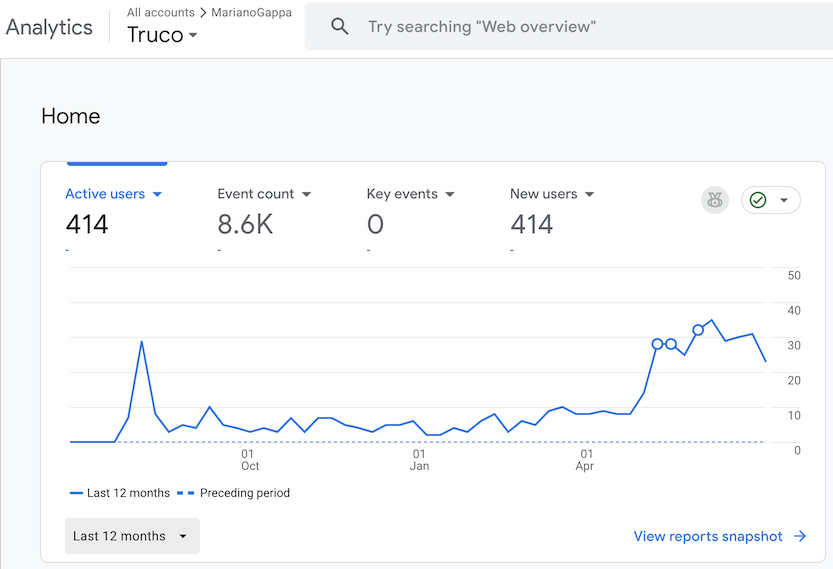 Analytics
All accounts > MarianoGappa
Truco
Try searching "Web overview"
Home
Active users
414
-
Event count
8.6K
-
Key events
0
-
New users
414
-
50
40
30
20
10
0
01
Oct
01
Jan
01
Apr
Last 12 months
Preceding period
Last 12 months
View reports snapshot